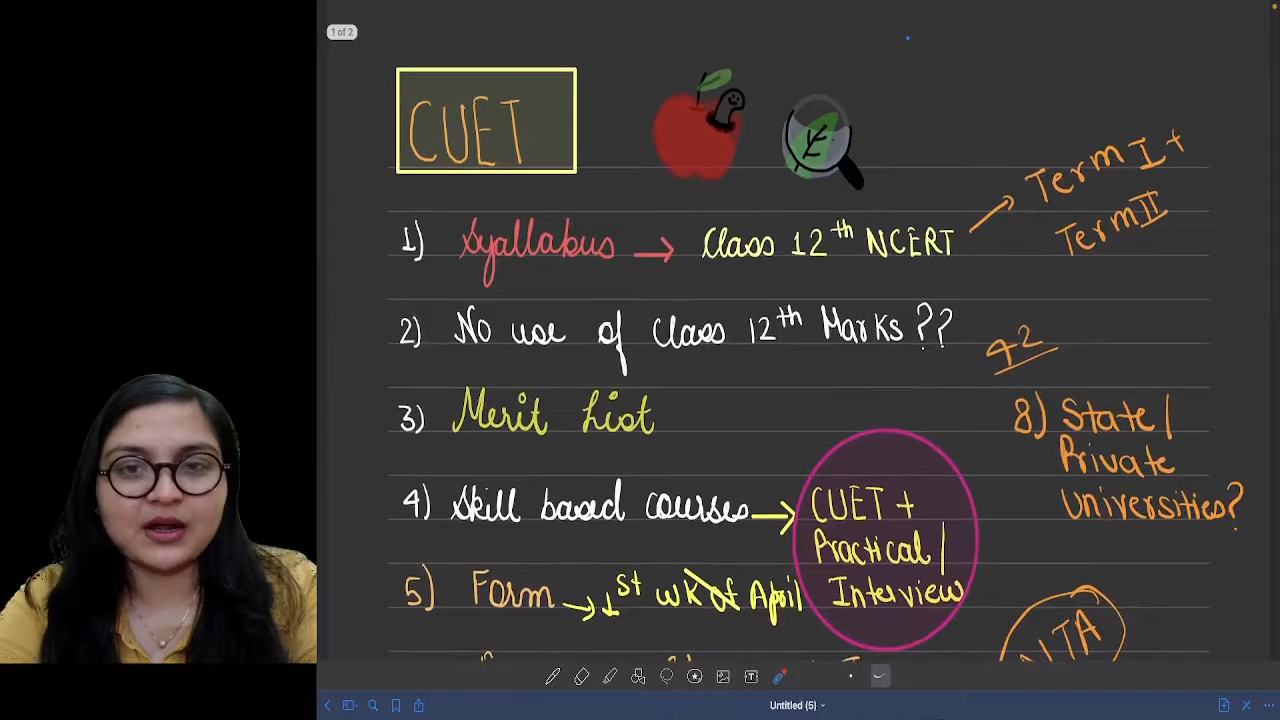 1 of 2
CUET
1) Syallabus → Class 12th NCERT → Term I +
Term II
2) No use of Class 12th Marks??
42
3) Merit List
8) State /
Private
Universities?
4) Skill based courses → CUET +
Practical /
Interview
5) Form → 1st wk of April
NTA
Untitled (5)